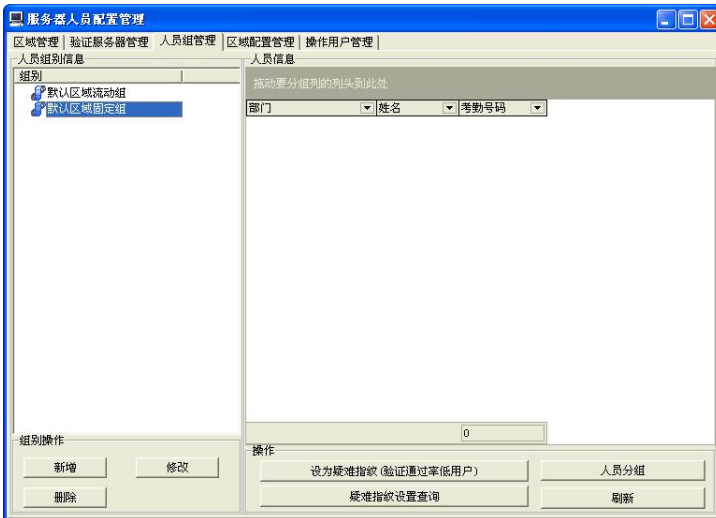 服务器人员配置管理
区域管理 验证服务器管理 人员组管理 区域配置管理 操作用户管理
人员组别信息
组别
默认区域流动组
默认区域固定组
组别操作
新增 修改
删除
人员信息
拖动要分组列的列头到此处
部门 姓名 考勤号码
0
操作
设为疑难指纹(验证通过率低用户) 人员分组
疑难指纹设置查询 刷新